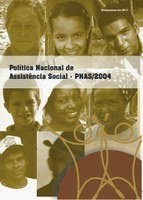 Política Nacional de
Assistência Social - PNAS/2004